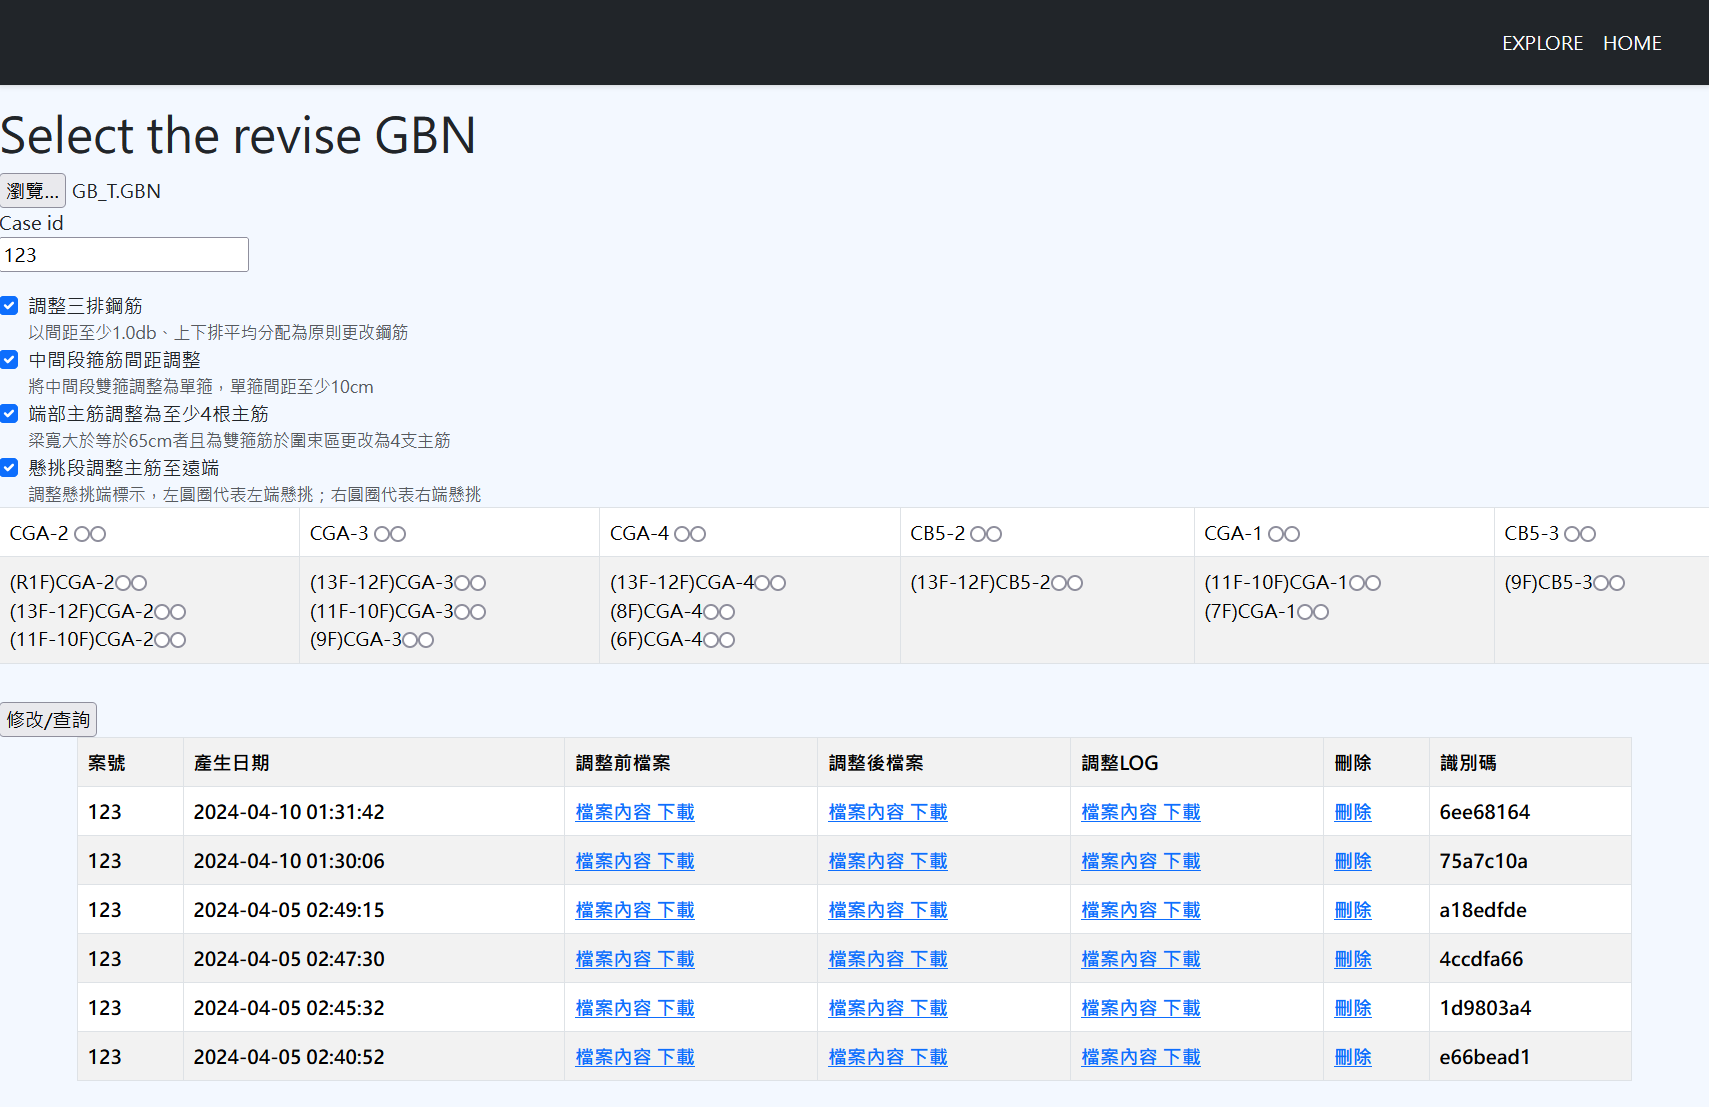 EXPLORE HOME
Select the revise GBN
瀏覽... GB_T.GBN
Case id
123
調整三排鋼筋
以間距至少1.0db、上下排平均分配為原則更改鋼筋
中間段箍筋間距調整
將中間段雙箍調整為單箍，單箍間距至少10cm
端部主筋調整為至少4根主筋
梁寬大於等於65cm者且為雙箍筋於圍束區更改為4支主筋
懸挑段調整主筋至遠端
調整懸挑端標示，左圓圈代表左端懸挑；右圓圈代表右端懸挑
CGA-2 CGA-3 CGA-4 CB5-2 CGA-1 CB5-3
(R1F)CGA-2 (13F-12F)CGA-3 (13F-12F)CGA-4 (13F-12F)CB5-2 (11F-10F)CGA-1 (9F)CB5-3
(13F-12F)CGA-2 (11F-10F)CGA-3 (8F)CGA-4 (7F)CGA-1
(11F-10F)CGA-2 (9F)CGA-3 (6F)CGA-4
修改/查詢
案號 產生日期 調整前檔案 調整後檔案 調整LOG 刪除 識別碼
123 2024-04-10 01:31:42 檔案內容 下載 檔案內容 下載 檔案內容 下載 刪除 6ee68164
123 2024-04-10 01:30:06 檔案內容 下載 檔案內容 下載 檔案內容 下載 刪除 75a7c10a
123 2024-04-05 02:49:15 檔案內容 下載 檔案內容 下載 檔案內容 下載 刪除 a18edfde
123 2024-04-05 02:47:30 檔案內容 下載 檔案內容 下載 檔案內容 下載 刪除 4ccdfa66
123 2024-04-05 02:45:32 檔案內容 下載 檔案內容 下載 檔案內容 下載 刪除 1d9803a4
123 2024-04-05 02:40:52 檔案內容 下載 檔案內容 下載 檔案內容 下載 刪除 e66bead1